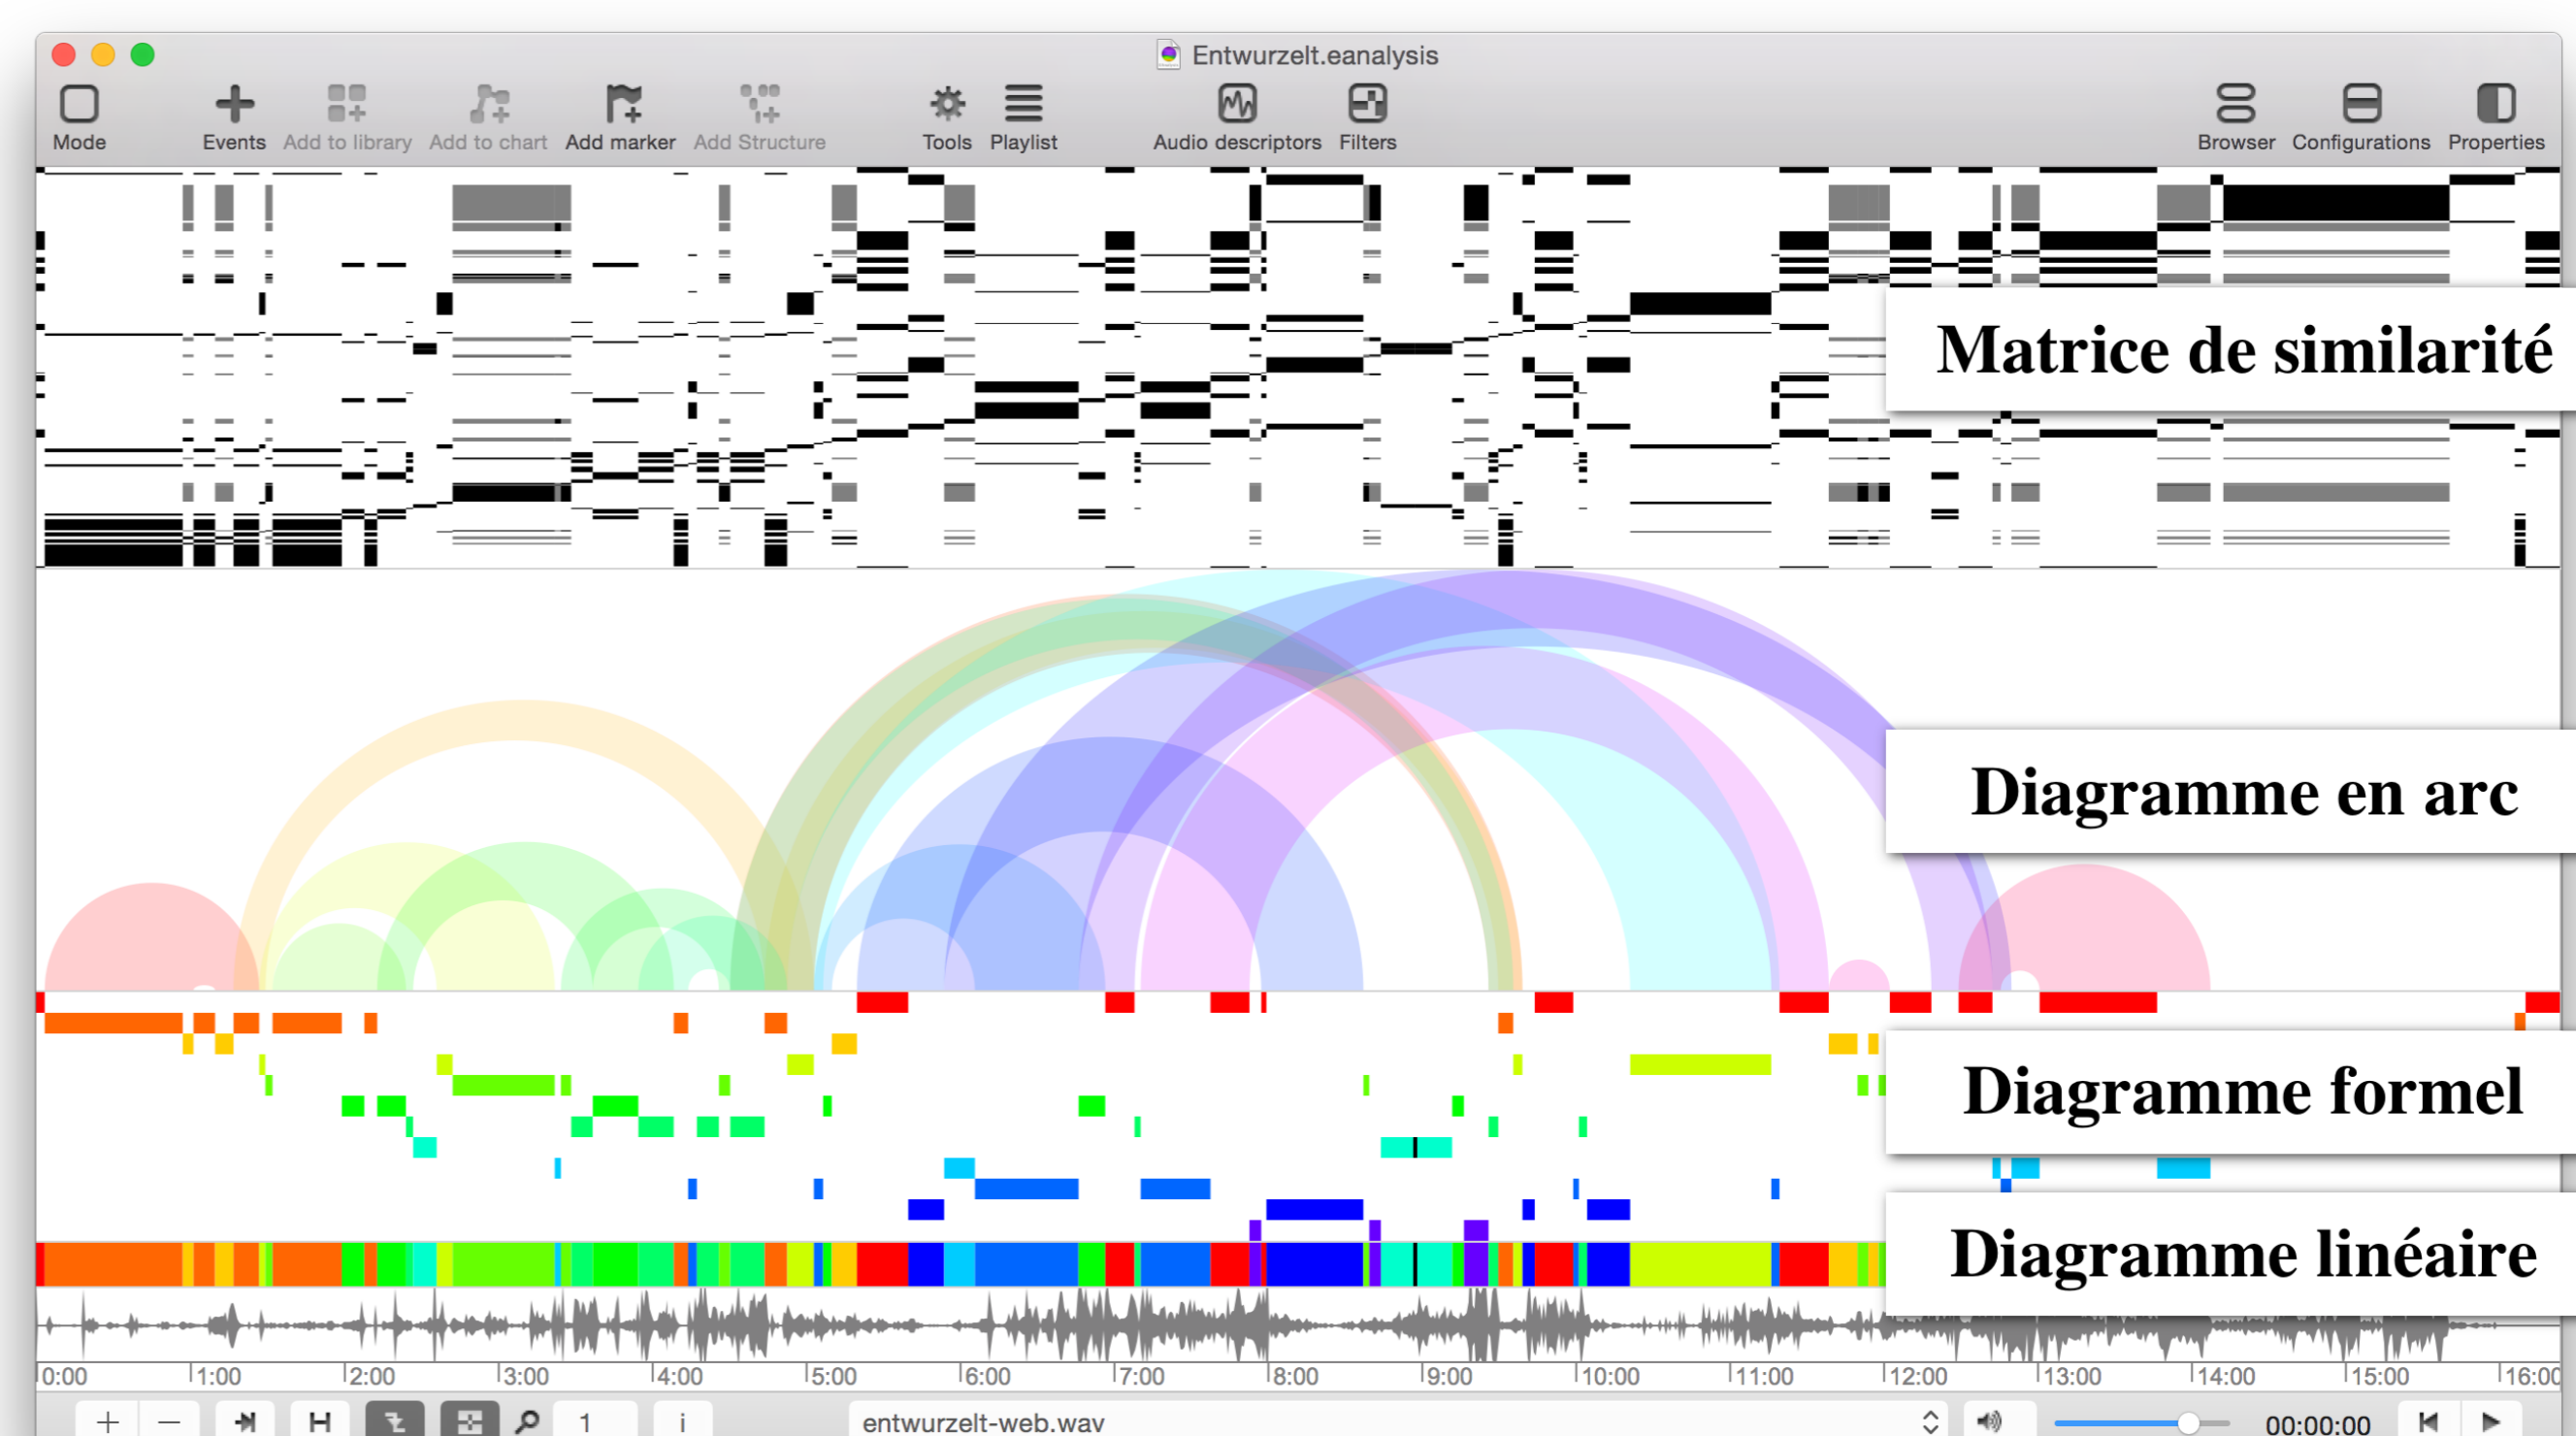 Entwurzelt.eanalysis
Mode Events Add to library Add to chart Add marker Add Structure Tools Playlist Audio descriptors Filters Browser Configurations Properties
Matrice de similarité
Diagramme en arc
Diagramme formel
Diagramme linéaire
0:00 1:00 2:00 3:00 4:00 5:00 6:00 7:00 8:00 9:00 10:00 11:00 12:00 13:00 14:00 15:00 16:00
1 i entwurzelt-web.wav 00:00:00